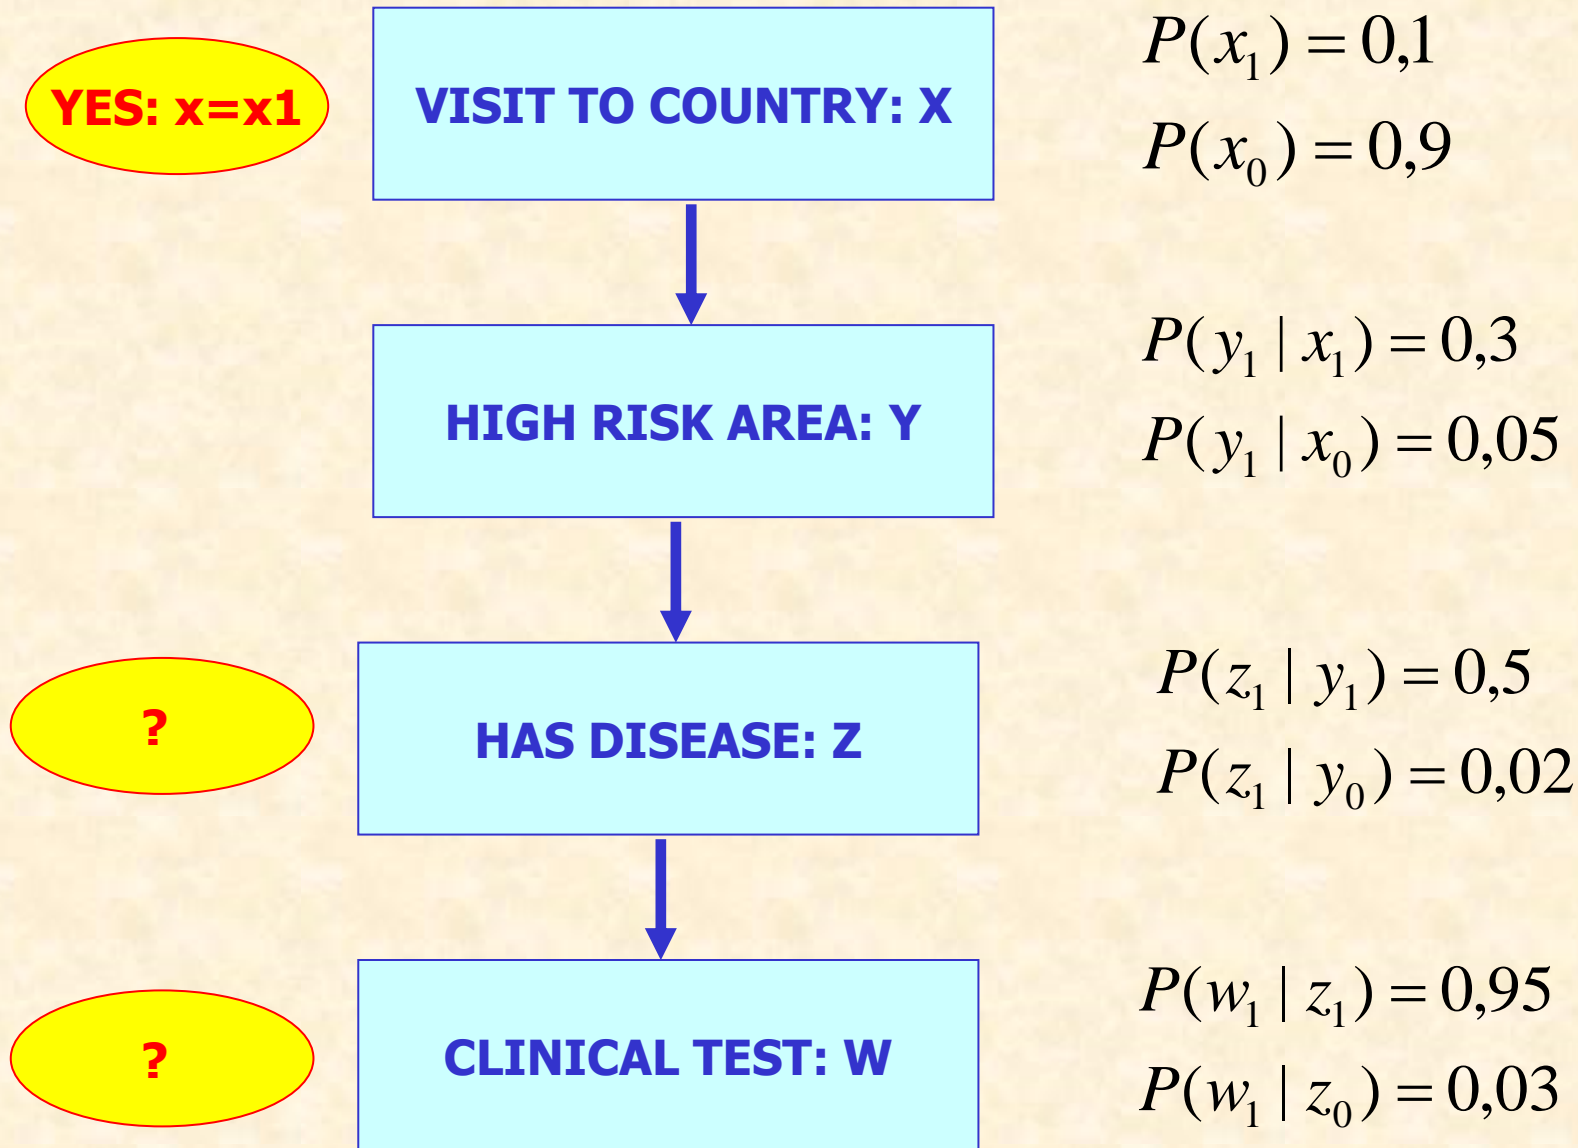 YES: x=x1
VISIT TO COUNTRY: X
P(x₁) = 0,1
P(x₀) = 0,9
HIGH RISK AREA: Y
P(y₁ | x₁) = 0,3
P(y₁ | x₀) = 0,05
?
HAS DISEASE: Z
P(z₁ | y₁) = 0,5
P(z₁ | y₀) = 0,02
?
CLINICAL TEST: W
P(w₁ | z₁) = 0,95
P(w₁ | z₀) = 0,03